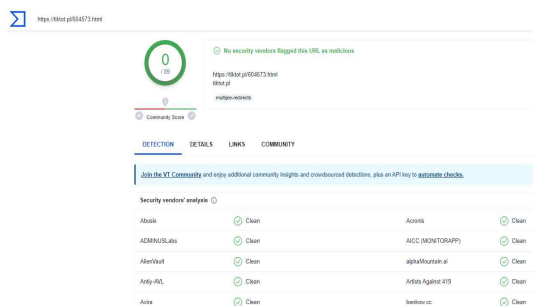 https://tiktot.pl/604573.html
0
/ 89
Community Score
No security vendors flagged this URL as malicious
https://tiktot.pl/604573.html
tiktot.pl
multiple-redirects
DETECTION DETAILS LINKS COMMUNITY
Join the VT Community and enjoy additional community insights and crowdsourced detections, plus an API key to automate checks.
Security vendors' analysis
Abusix Clean Acronis Clean
ADMINUSLabs Clean AICC (MONITORAPP) Clean
AlienVault Clean alphaMountain.ai Clean
Antiy-AVL Clean Artists Against 419 Clean
Avira Clean benkow.cc Clean